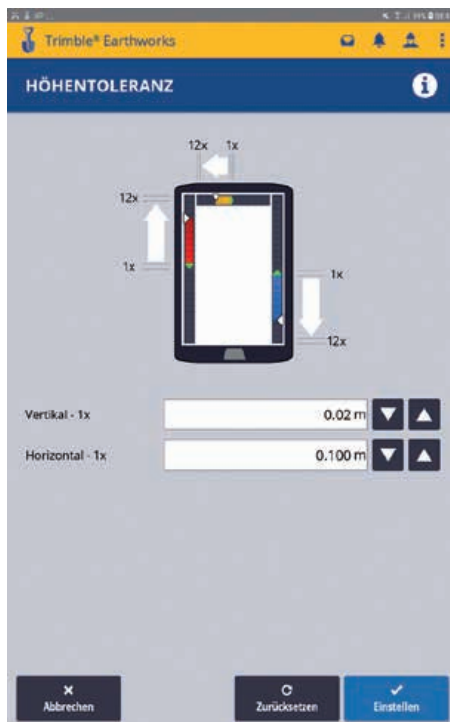 Trimble® Earthworks
HÖHENTOLERANZ
12x 1x
12x
1x
1x
12x
Vertikal - 1x 0.02 m
Horizontal - 1x 0.100 m
Abbrechen Zurücksetzen Einstellen